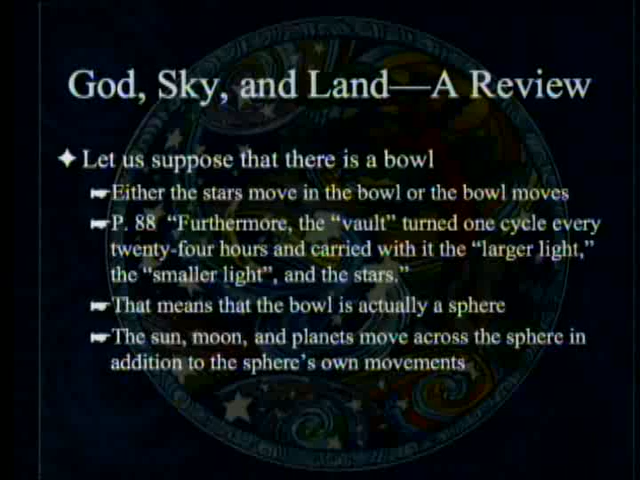 God, Sky, and Land—A Review
Let us suppose that there is a bowl
Either the stars move in the bowl or the bowl moves
P. 88 “Furthermore, the “vault” turned one cycle every
twenty-four hours and carried with it the “larger light,”
the “smaller light”, and the stars.”
That means that the bowl is actually a sphere
The sun, moon, and planets move across the sphere in
addition to the sphere’s own movements